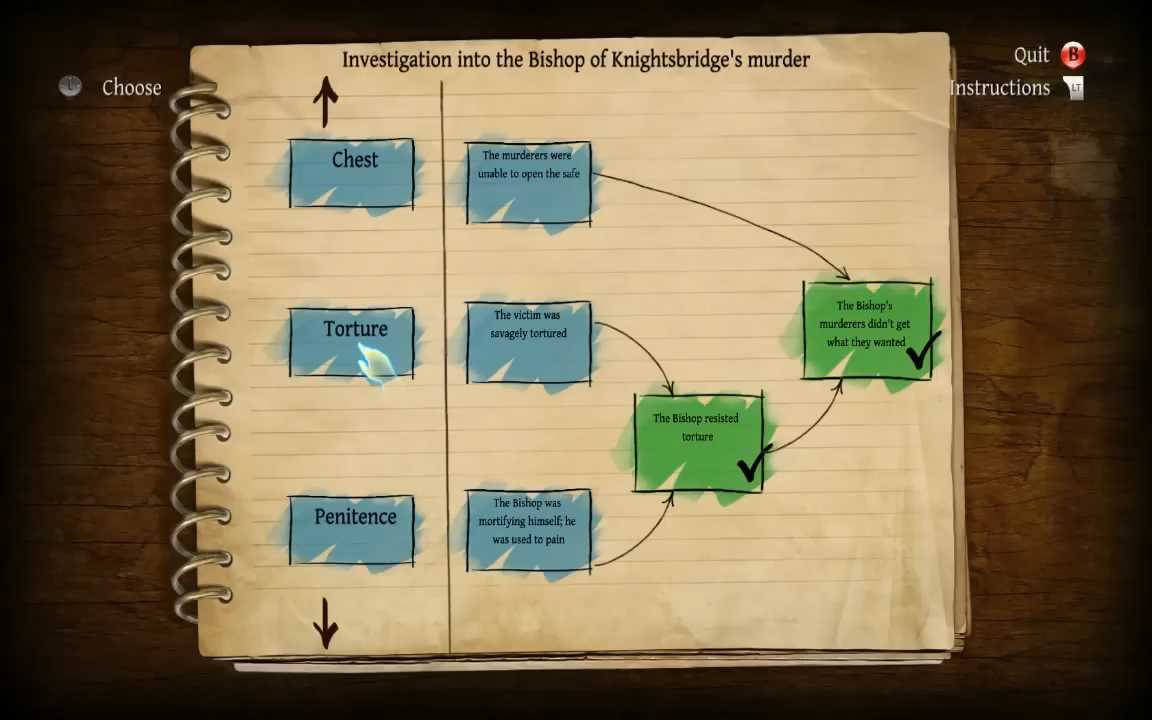 Investigation into the Bishop of Knightsbridge's murder
Quit B
Choose
Instructions LT
Chest
The murderers were
unable to open the safe
Torture
The victim was
savagely tortured
The Bishop's
murderers didn't get
what they wanted
The Bishop resisted
torture
Penitence
The Bishop was
mortifying himself; he
was used to pain